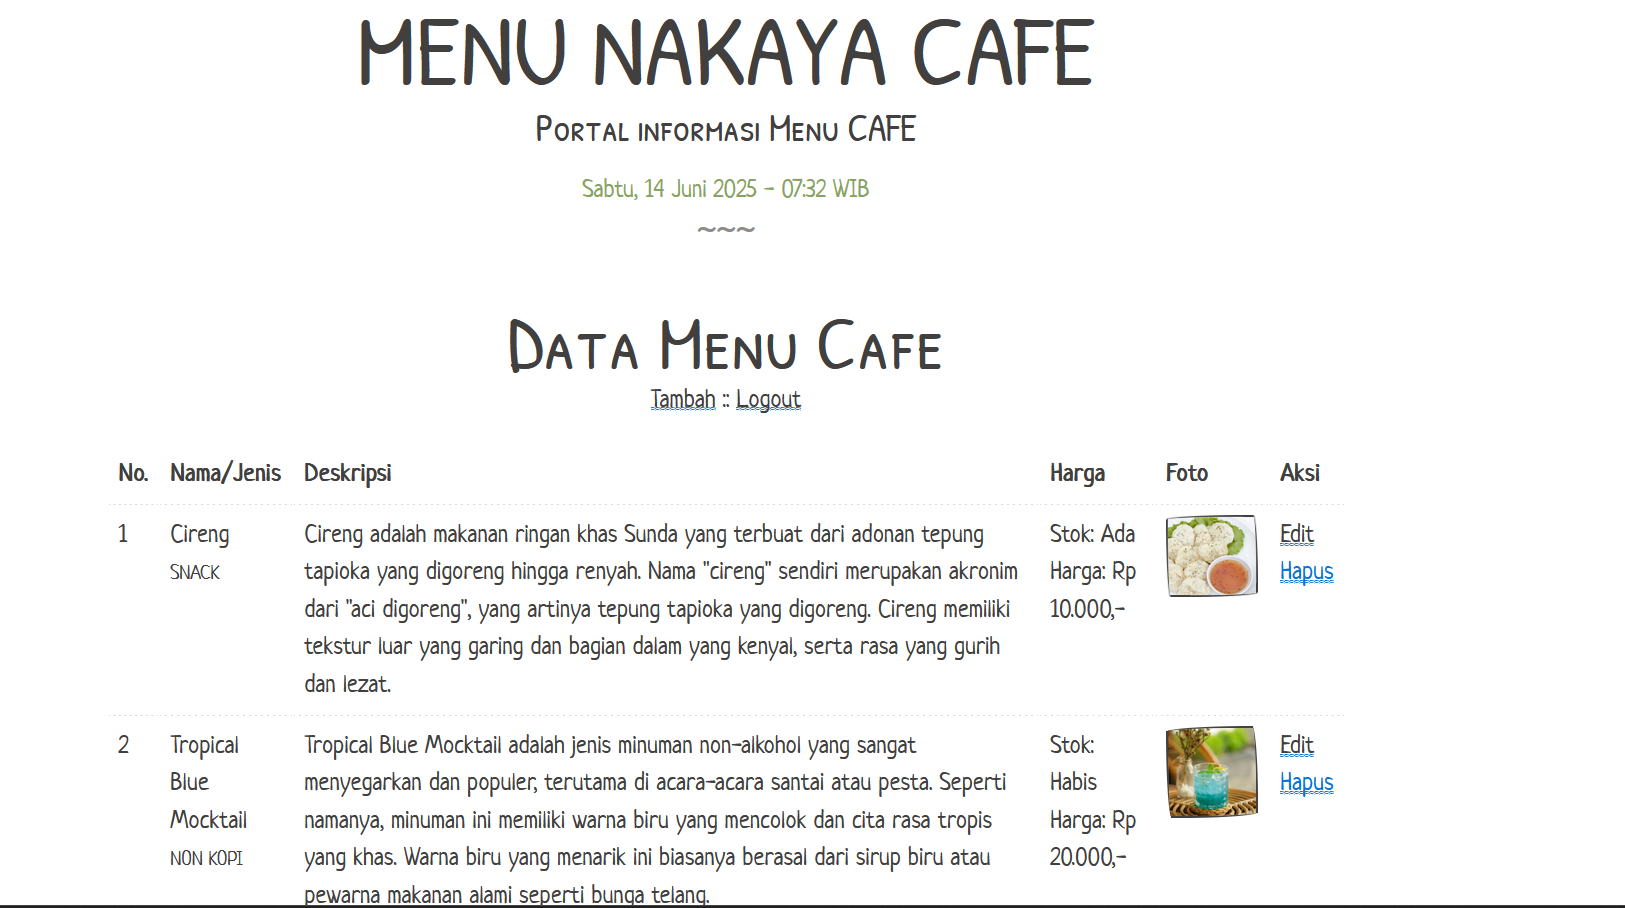 MENU NAKAYA CAFE
Portal informasi Menu CAFE
Sabtu, 14 Juni 2025 - 07:32 WIB
~~~
Data Menu Cafe
Tambah :: Logout
No. Nama/Jenis Deskripsi Harga Foto Aksi
1 Cireng Cireng adalah makanan ringan khas Sunda yang terbuat dari adonan tepung Stok: Ada Edit
SNACK tapioka yang digoreng hingga renyah. Nama "cireng" sendiri merupakan akronim Harga: Rp Hapus
dari "aci digoreng", yang artinya tepung tapioka yang digoreng. Cireng memiliki 10.000,-
tekstur luar yang garing dan bagian dalam yang kenyal, serta rasa yang gurih
dan lezat.
2 Tropical Tropical Blue Mocktail adalah jenis minuman non-alkohol yang sangat Stok: Edit
Blue menyegarkan dan populer, terutama di acara-acara santai atau pesta. Seperti Habis Hapus
Mocktail namanya, minuman ini memiliki warna biru yang mencolok dan cita rasa tropis Harga: Rp
NON KOPI yang khas. Warna biru yang menarik ini biasanya berasal dari sirup biru atau 20.000,-
pewarna makanan alami seperti bunga telang.